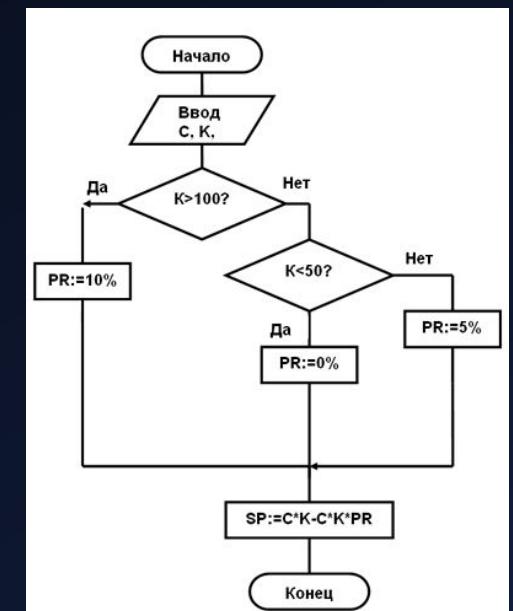 Начало
Ввод
С, К,
Да
К>100?
Нет
PR:=10%
К<50?
Нет
PR:=5%
Да
PR:=0%
SP:=C*K-C*K*PR
Конец